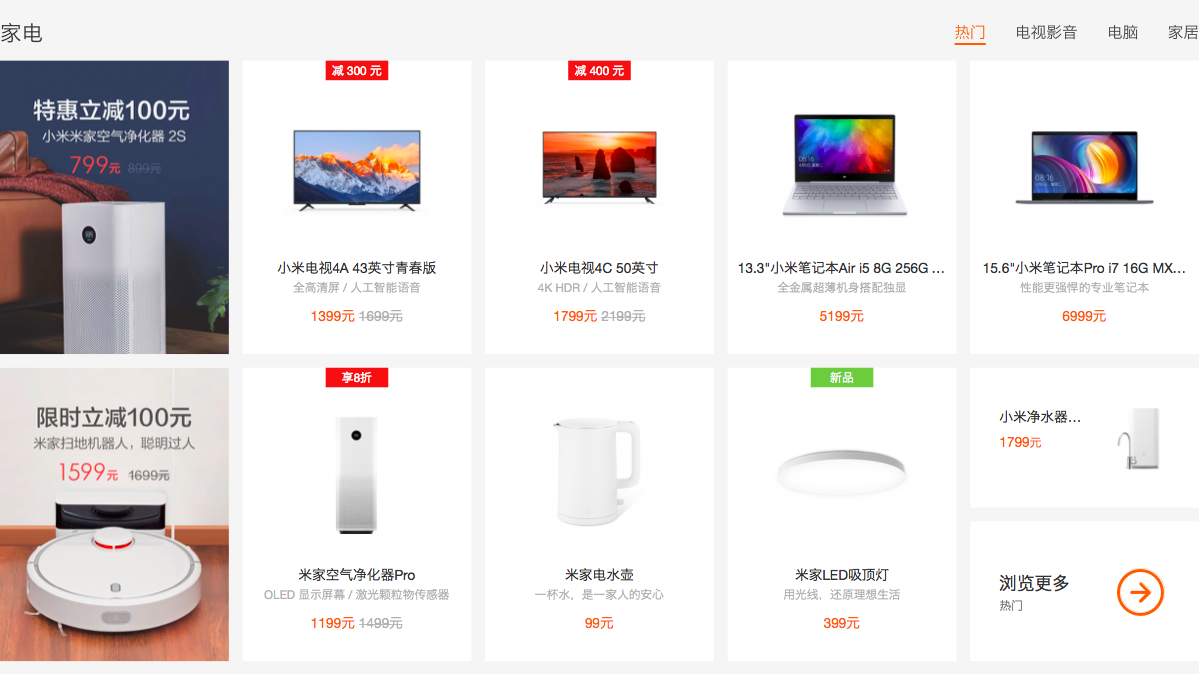 家电
热门
电视影音
电脑
家居
特惠立减100元
小米米家空气净化器 2S
799元 899元
减 300 元
小米电视4A 43英寸青春版
全高清屏 / 人工智能语音
1399元 1699元
减 400 元
小米电视4C 50英寸
4K HDR / 人工智能语音
1799元 2199元
13.3"小米笔记本Air i5 8G 256G ...
全金属超薄机身搭配独显
5199元
15.6"小米笔记本Pro i7 16G MX...
性能更强悍的专业笔记本
6999元
限时立减100元
米家扫地机器人，聪明过人
1599元 1699元
享8折
米家空气净化器Pro
OLED 显示屏幕 / 激光颗粒物传感器
1199元 1499元
米家电水壶
一杯水，是一家人的安心
99元
新品
米家LED吸顶灯
用光线，还原理想生活
399元
小米净水器...
1799元
浏览更多
热门